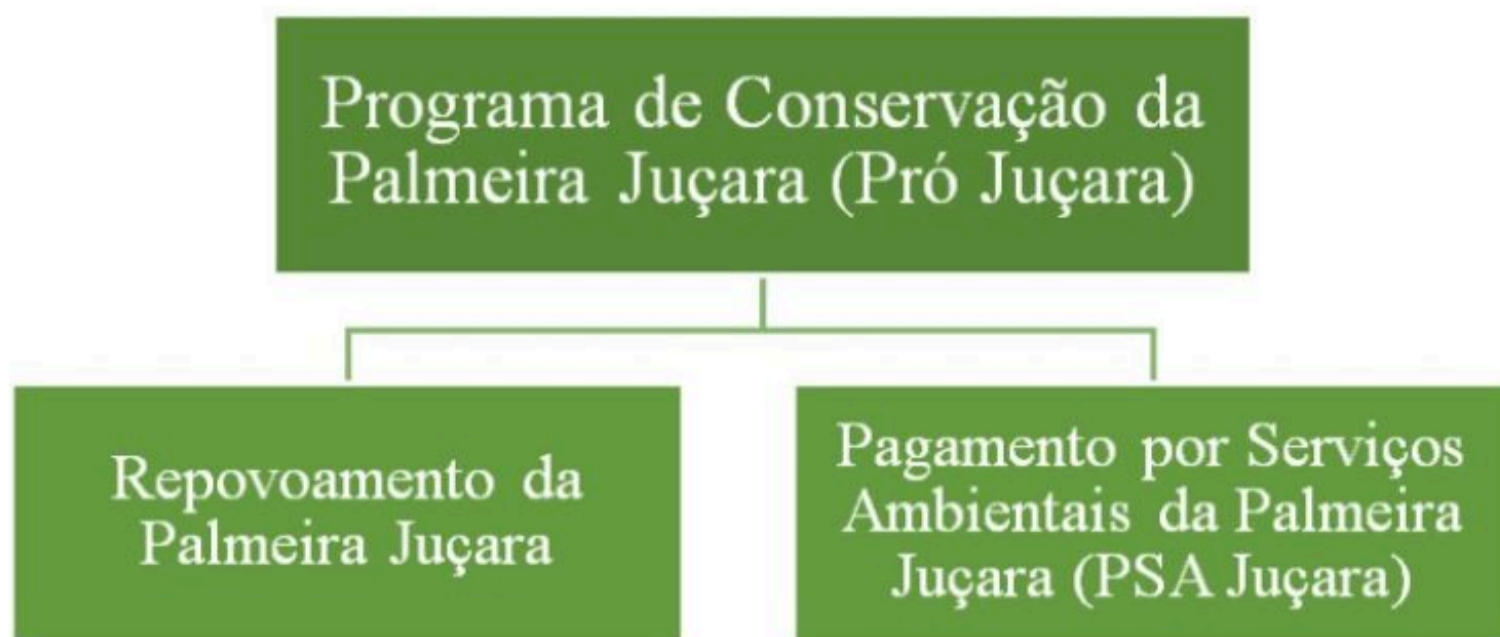 Programa de Conservação da
Palmeira Juçara (Pró Juçara)
Repovoamento da
Palmeira Juçara
Pagamento por Serviços
Ambientais da Palmeira
Juçara (PSA Juçara)